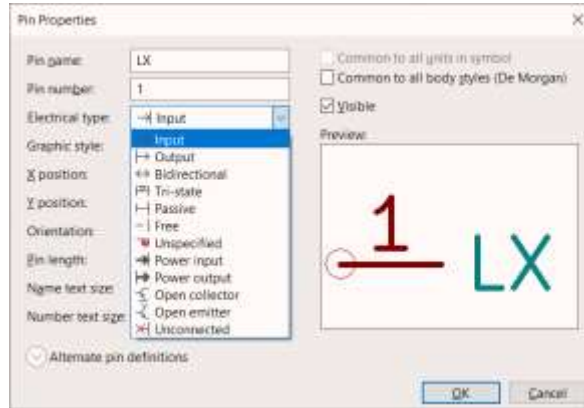 Pin Properties
Pin name: LX
Pin number: 1
Electrical type: Input
Graphic style:
X position:
Y position:
Orientation:
Pin length:
Name text size:
Number text size:
Input
Output
Bidirectional
Tri-state
Passive
Free
Unspecified
Power input
Power output
Open collector
Open emitter
Unconnected
Alternate pin definitions
Common to all units in symbol
Common to all body styles (De Morgan)
Visible
Preview:
1
LX
OK
Cancel